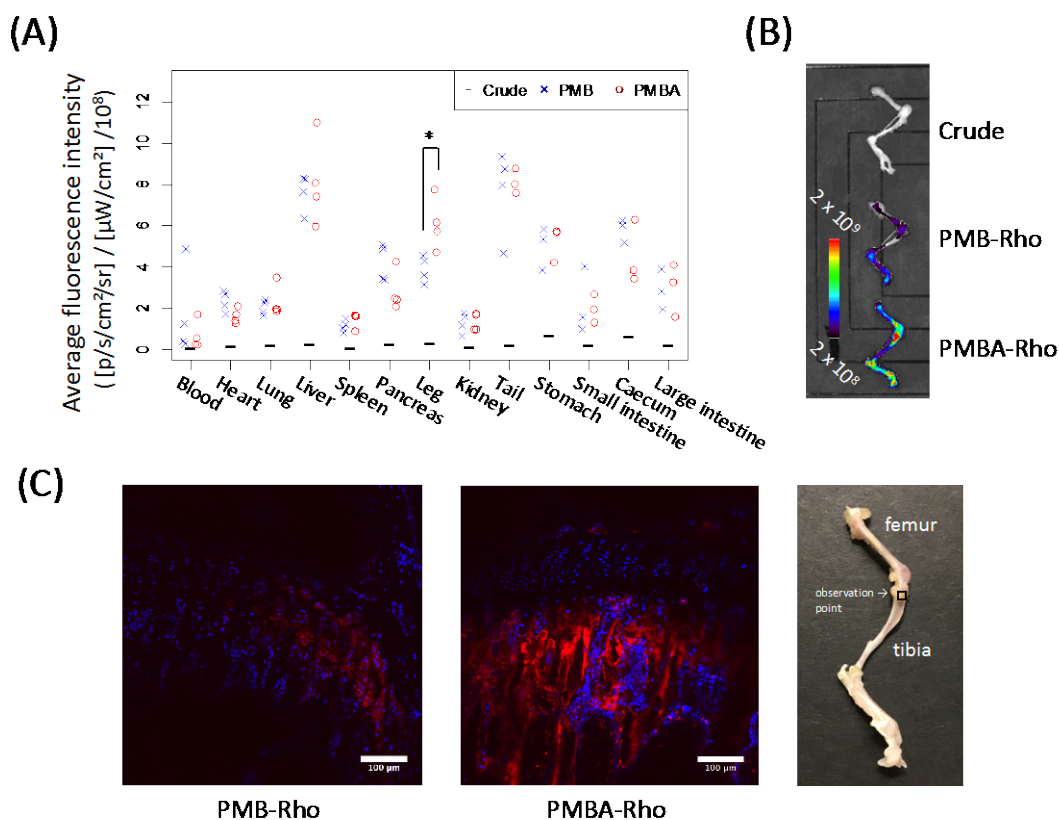 (A)
Average fluorescence intensity
([p/s/cm²/sr] / [μW/cm²] /10⁸)
0 2 4 6 8 10 12
– Crude × PMB ○ PMBA
*
Blood
Heart
Lung
Liver
Spleen
Pancreas
Leg
Kidney
Tail
Stomach
Small intestine
Caecum
Large intestine
(B)
Crude
PMB-Rho
PMBA-Rho
2 x 10⁹
2 x 10⁸
(C)
100 μm
PMB-Rho
100 μm
PMBA-Rho
femur
observation →
point
tibia